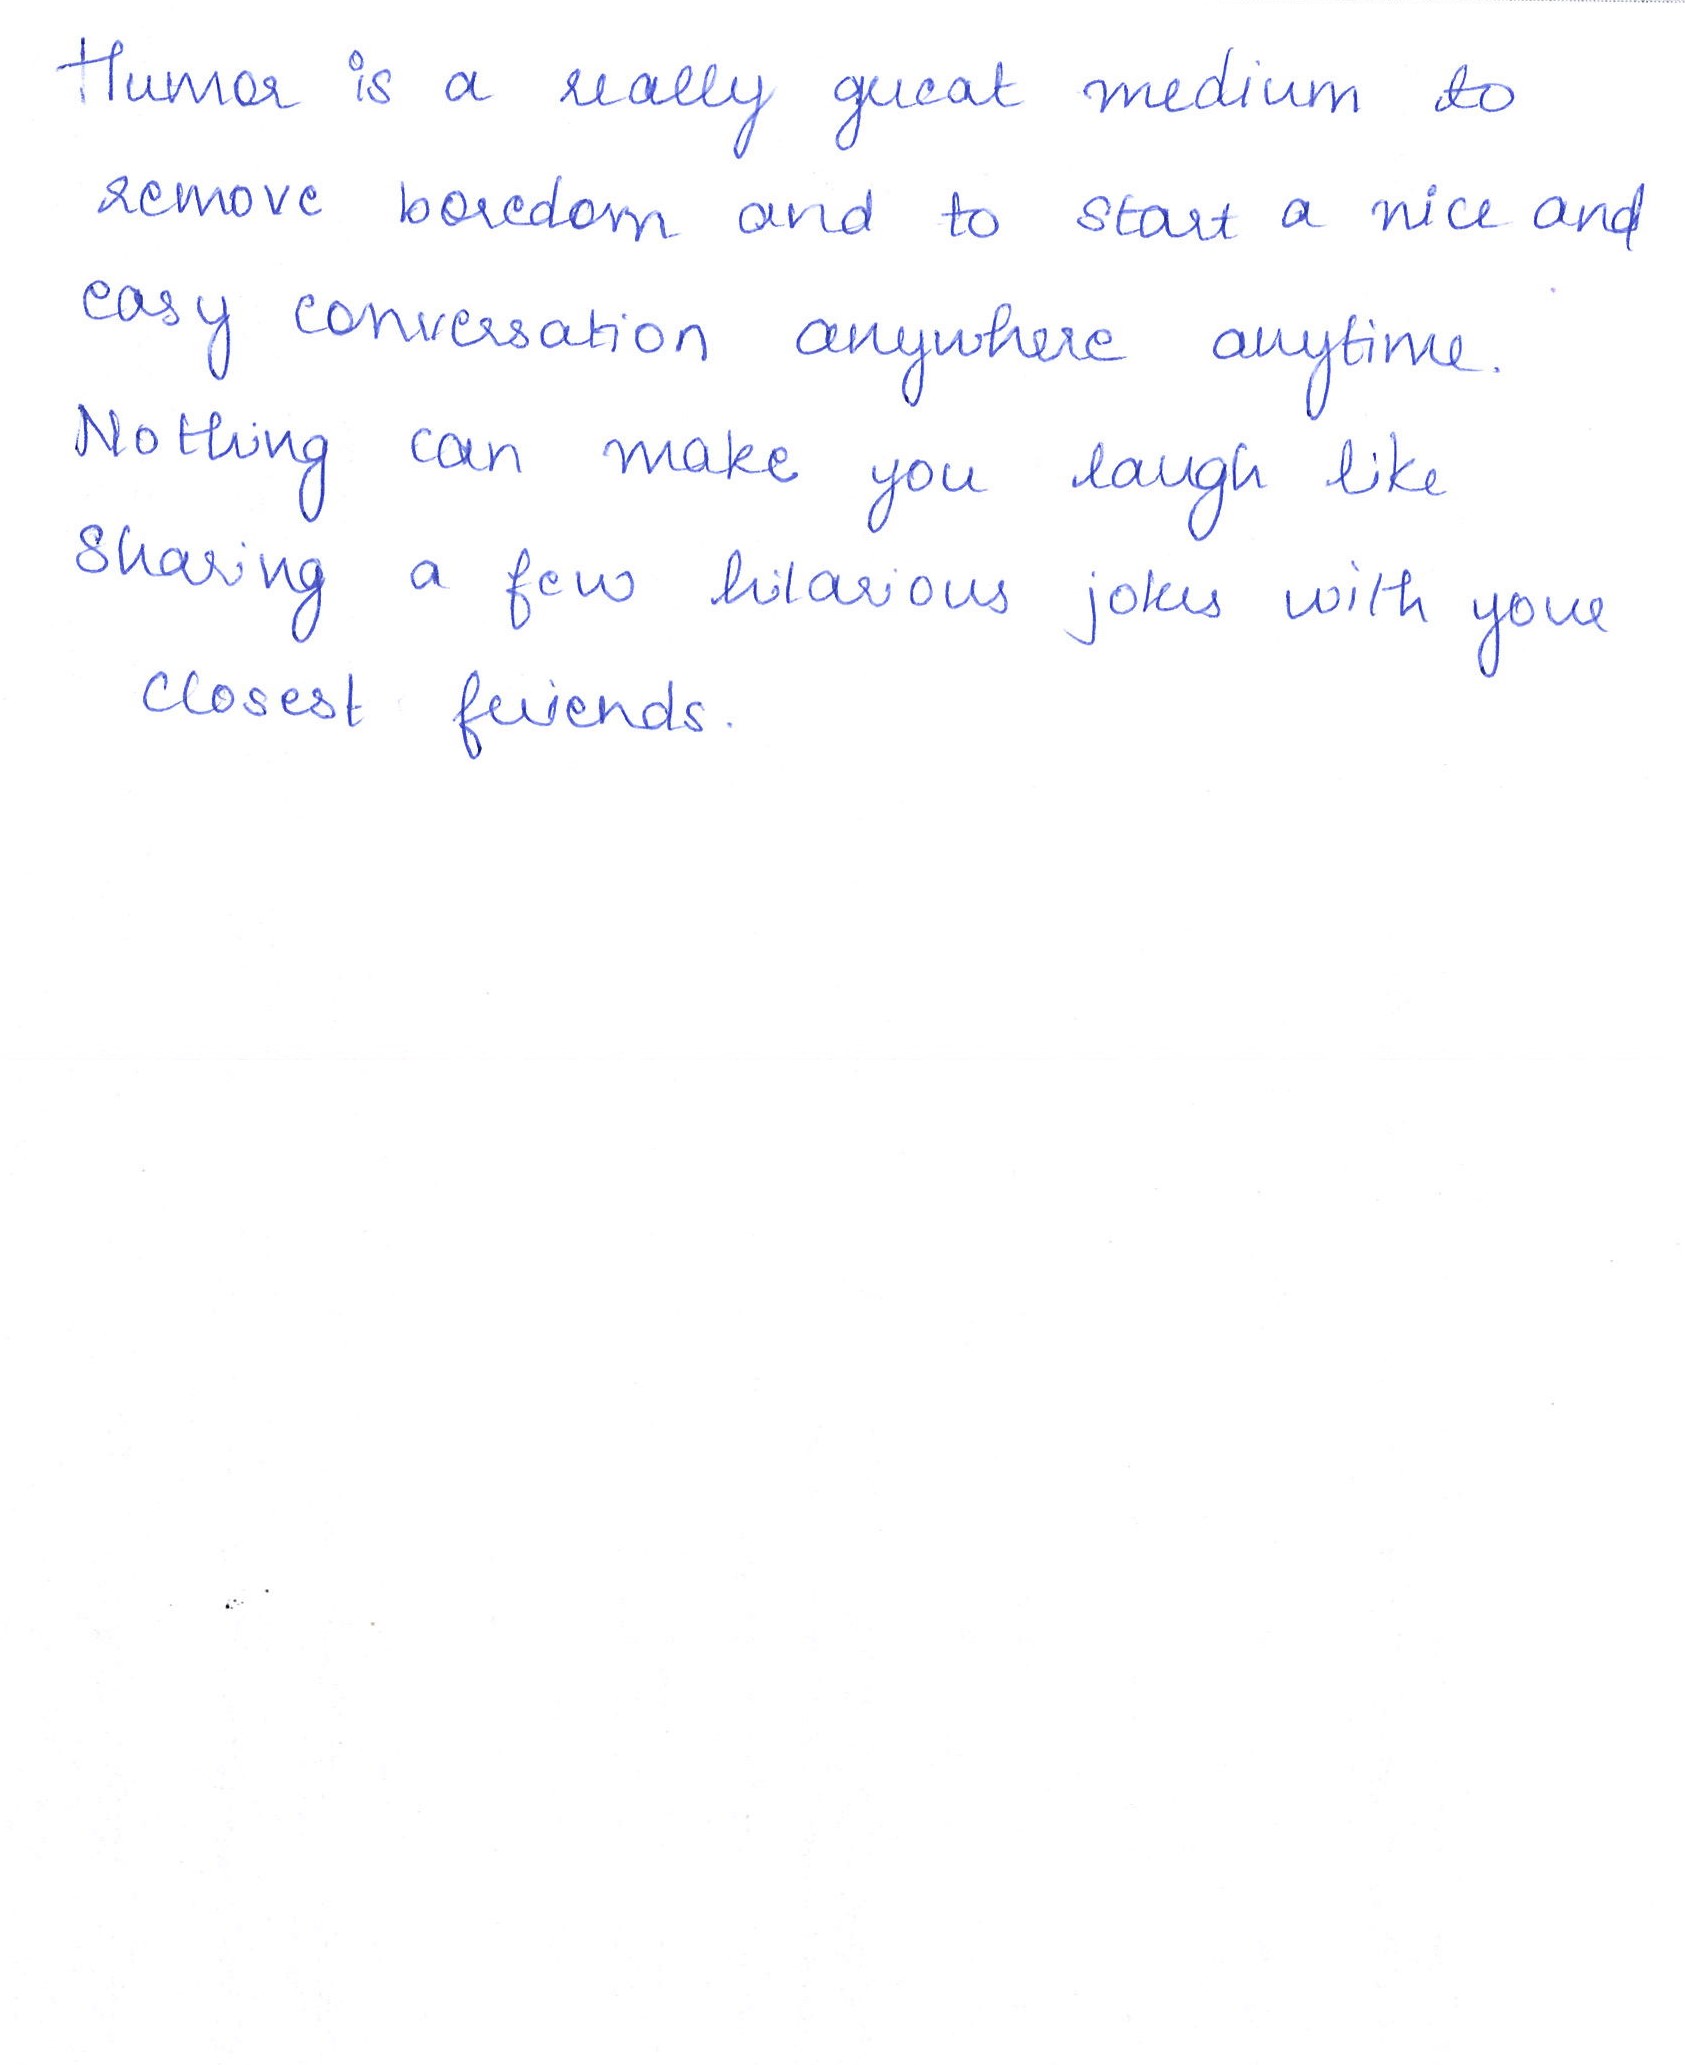 Humor is a really great medium to
remove boredom and to start a nice and
easy conversation anywhere anytime.
Nothing can make you laugh like
sharing a few hilarious jokes with your
closest friends.